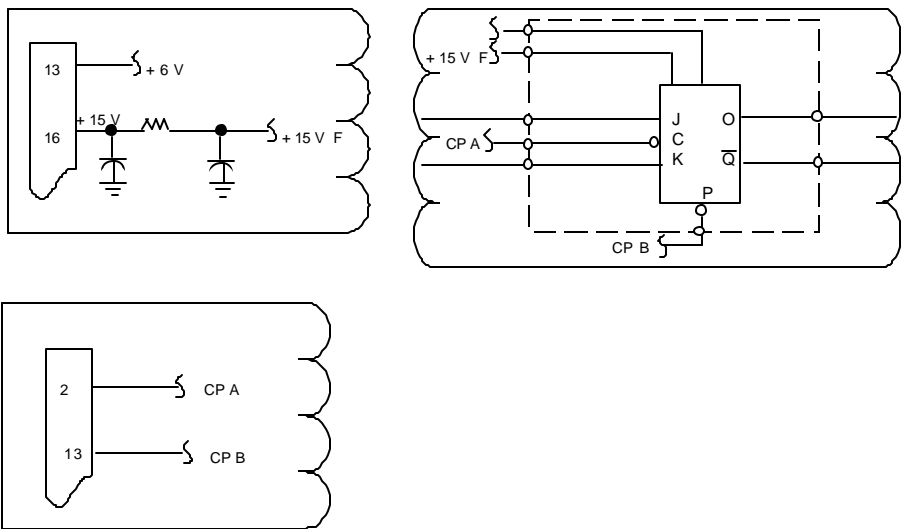 13
+ 6 V
+ 15 V
16
+ 15 V F
+ 15 V F
J O
CP A C
K Q̅
P
CP B
2 CP A
13 CP B